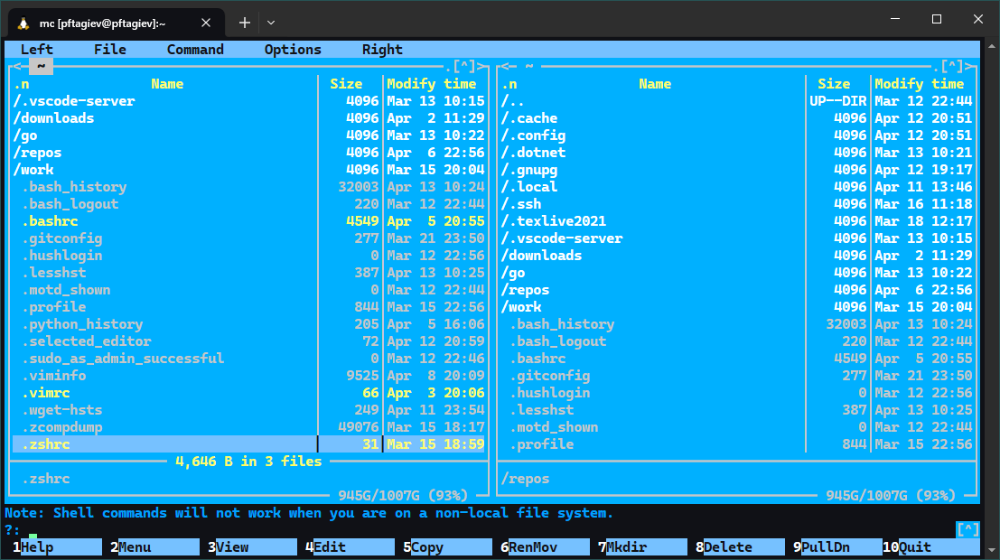 mc [pftagiev@pftagiev]:~
Left File Command Options Right
<─ ~ ─.[^]>
.n Name Size Modify time
/.vscode-server 4096 Mar 13 10:15
/downloads 4096 Apr 2 11:29
/go 4096 Mar 13 10:22
/repos 4096 Apr 6 22:56
/work 4096 Mar 15 20:04
.bash_history 32003 Apr 13 10:24
.bash_logout 220 Mar 12 22:44
.bashrc 4549 Apr 5 20:55
.gitconfig 277 Mar 21 23:50
.hushlogin 0 Mar 12 22:56
.lesshst 387 Apr 13 10:25
.motd_shown 0 Mar 12 22:44
.profile 844 Mar 15 22:56
.python_history 205 Apr 5 16:06
.selected_editor 72 Apr 12 20:59
.sudo_as_admin_successful 0 Mar 12 22:46
.viminfo 9525 Apr 8 20:09
.vimrc 66 Apr 3 20:06
.wget-hsts 249 Apr 11 23:54
.zcompdump 49076 Mar 15 18:17
.zshrc 31 Mar 15 18:59
4,646 B in 3 files
.zshrc
945G/1007G (93%)
<─ ~ ─.[^]>
.n Name Size Modify time
/.. UP--DIR Mar 12 22:44
/.cache 4096 Apr 12 20:51
/.config 4096 Apr 12 20:51
/.dotnet 4096 Mar 13 10:21
/.gnupg 4096 Apr 12 19:17
/.local 4096 Apr 11 13:46
/.ssh 4096 Mar 16 11:18
/.texlive2021 4096 Mar 18 12:17
/.vscode-server 4096 Mar 13 10:15
/downloads 4096 Apr 2 11:29
/go 4096 Mar 13 10:22
/repos 4096 Apr 6 22:56
/work 4096 Mar 15 20:04
.bash_history 32003 Apr 13 10:24
.bash_logout 220 Mar 12 22:44
.bashrc 4549 Apr 5 20:55
.gitconfig 277 Mar 21 23:50
.hushlogin 0 Mar 12 22:56
.lesshst 387 Apr 13 10:25
.motd_shown 0 Mar 12 22:44
.profile 844 Mar 15 22:56
/repos
945G/1007G (93%)
Note: Shell commands will not work when you are on a non-local file system.
?: [^]
1Help 2Menu 3View 4Edit 5Copy 6RenMov 7Mkdir 8Delete 9PullDn 10Quit